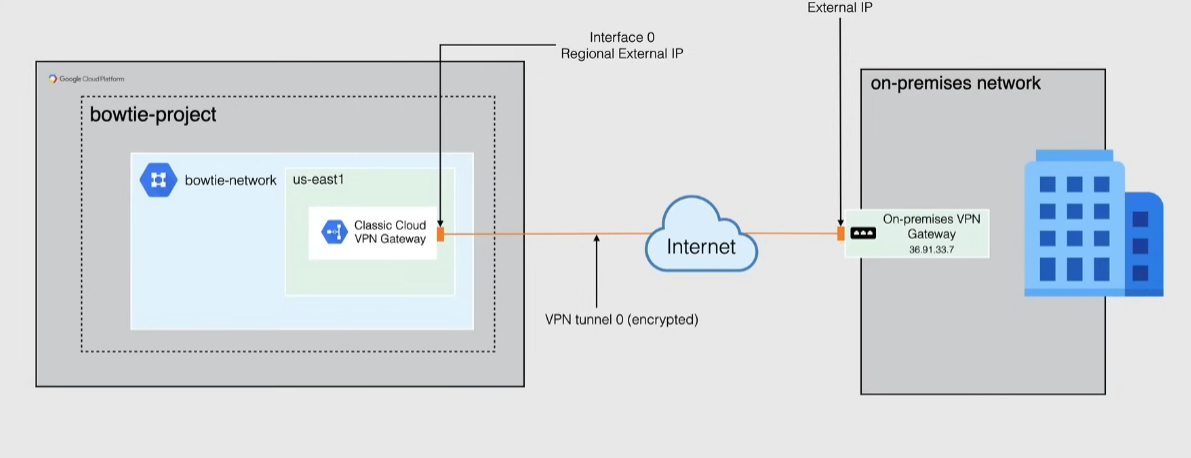 External IP
Interface 0
Regional External IP
Google Cloud Platform
on-premises network
bowtie-project
bowtie-network
us-east1
Classic Cloud
VPN Gateway
Internet
On-premises VPN
Gateway
36.91.33.7
VPN tunnel 0 (encrypted)